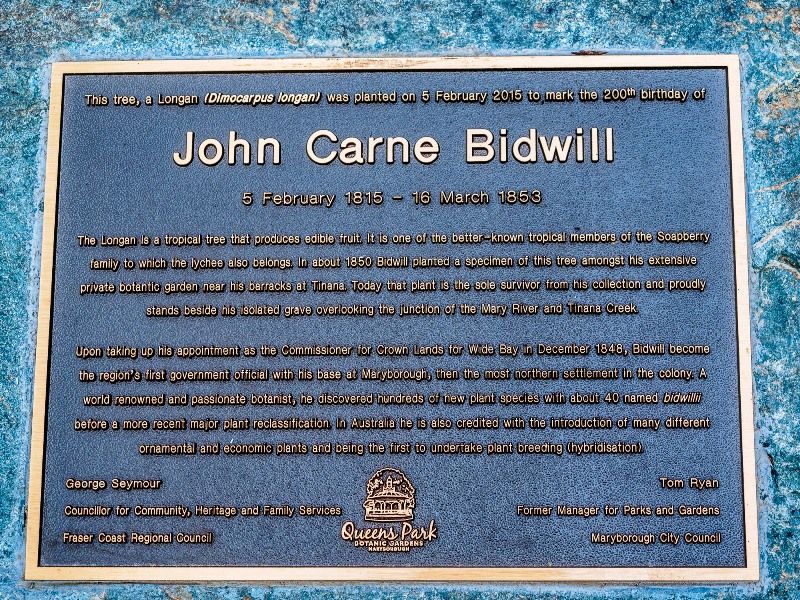 This tree, a Longan (Dimocarpus longan) was planted on 5 February 2015 to mark the 200th birthday of
John Carne Bidwill
5 February 1815 - 16 March 1853
The Longan is a tropical tree that produces edible fruit. It is one of the better-known tropical members of the Soapberry
family to which the lychee also belongs. In about 1850 Bidwill planted a specimen of this tree amongst his extensive
private botanic garden near his barracks at Tinana. Today that plant is the sole survivor from his collection and proudly
stands beside his isolated grave overlooking the junction of the Mary River and Tinana Creek.
Upon taking up his appointment as the Commissioner for Crown Lands for Wide Bay in December 1848, Bidwill become
the region's first government official with his base at Maryborough, then the most northern settlement in the colony. A
world renowned and passionate botanist, he discovered hundreds of new plant species with about 40 named bidwillii
before a more recent major plant reclassification. In Australia he is also credited with the introduction of many different
ornamental and economic plants and being the first to undertake plant breeding (hybridisation)
George Seymour
Councillor for Community, Heritage and Family Services
Fraser Coast Regional Council
Queens Park
BOTANIC GARDENS
MARYBOROUGH
Tom Ryan
Former Manager for Parks and Gardens
Maryborough City Council